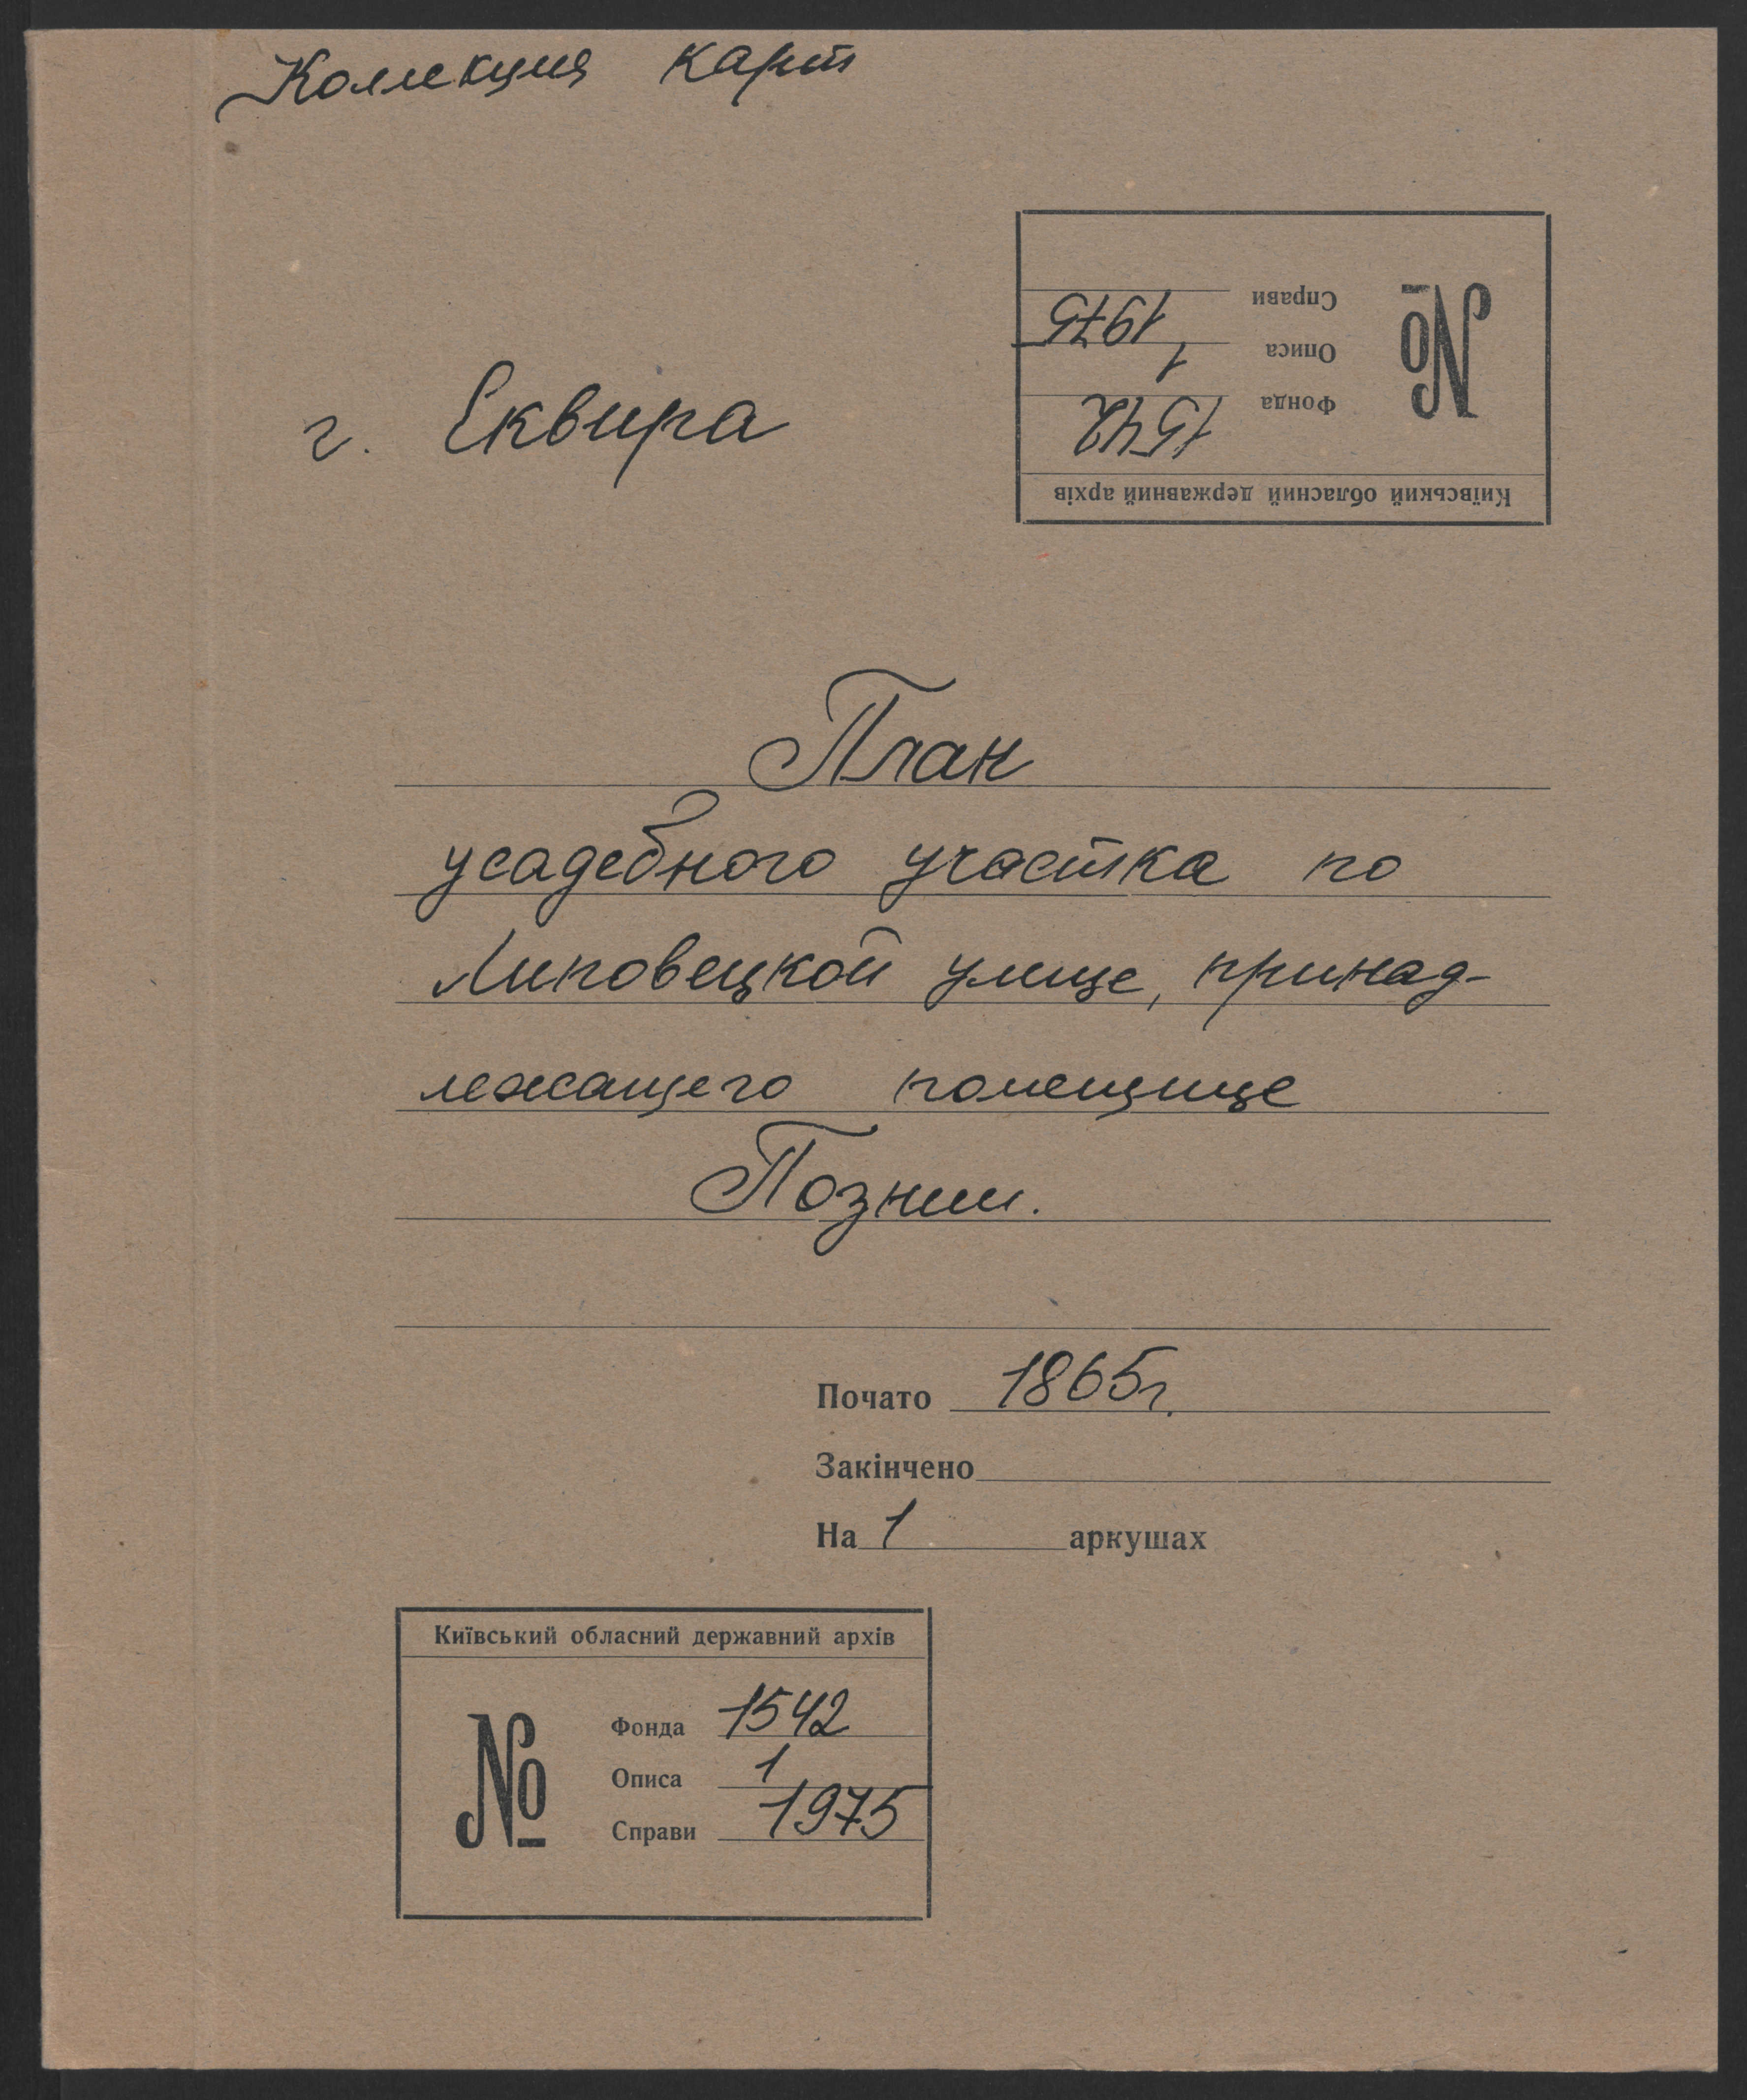 Коллекция карт
Справи 1975
Описа 1
№
Фонда 1542
Київський обласний державний архів
г. Сквира
План
усадебного участка по
Липовецкой улице, принад-
лежащего помещице
Почато 1865г.
Закінчено
На 1 аркушах
Київський обласний державний архів
№
Фонда 1542
Описа 1
Справи 1975